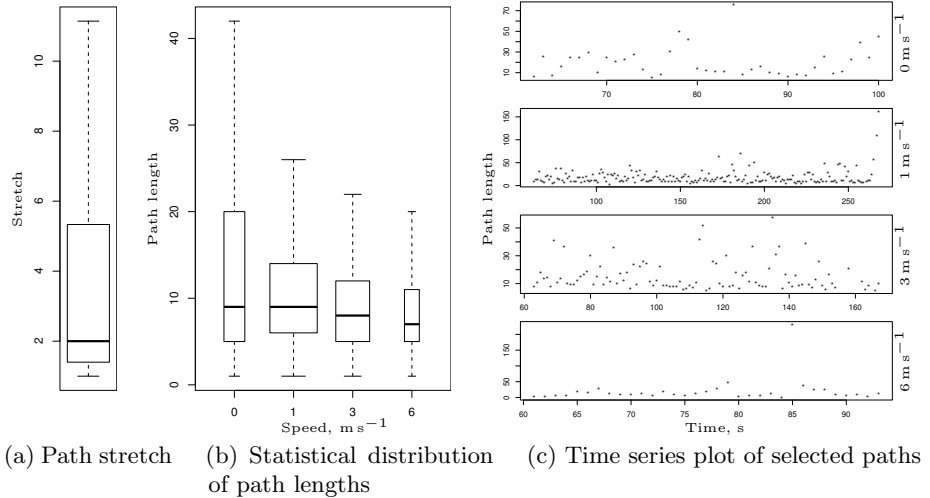 Stretch
2 4 6 8 10
Path length
0 10 20 30 40
0 1 3 6
Speed, m s−1
Path length
10 30 50 70
70 80 90 100
0 m s−1
0 50 100 150
100 150 200 250
1 m s−1
10 30 50
60 80 100 120 140 160
3 m s−1
0 50 150
60 65 70 75 80 85 90
6 m s−1
Time, s
(a) Path stretch
(b) Statistical distribution
of path lengths
(c) Time series plot of selected paths